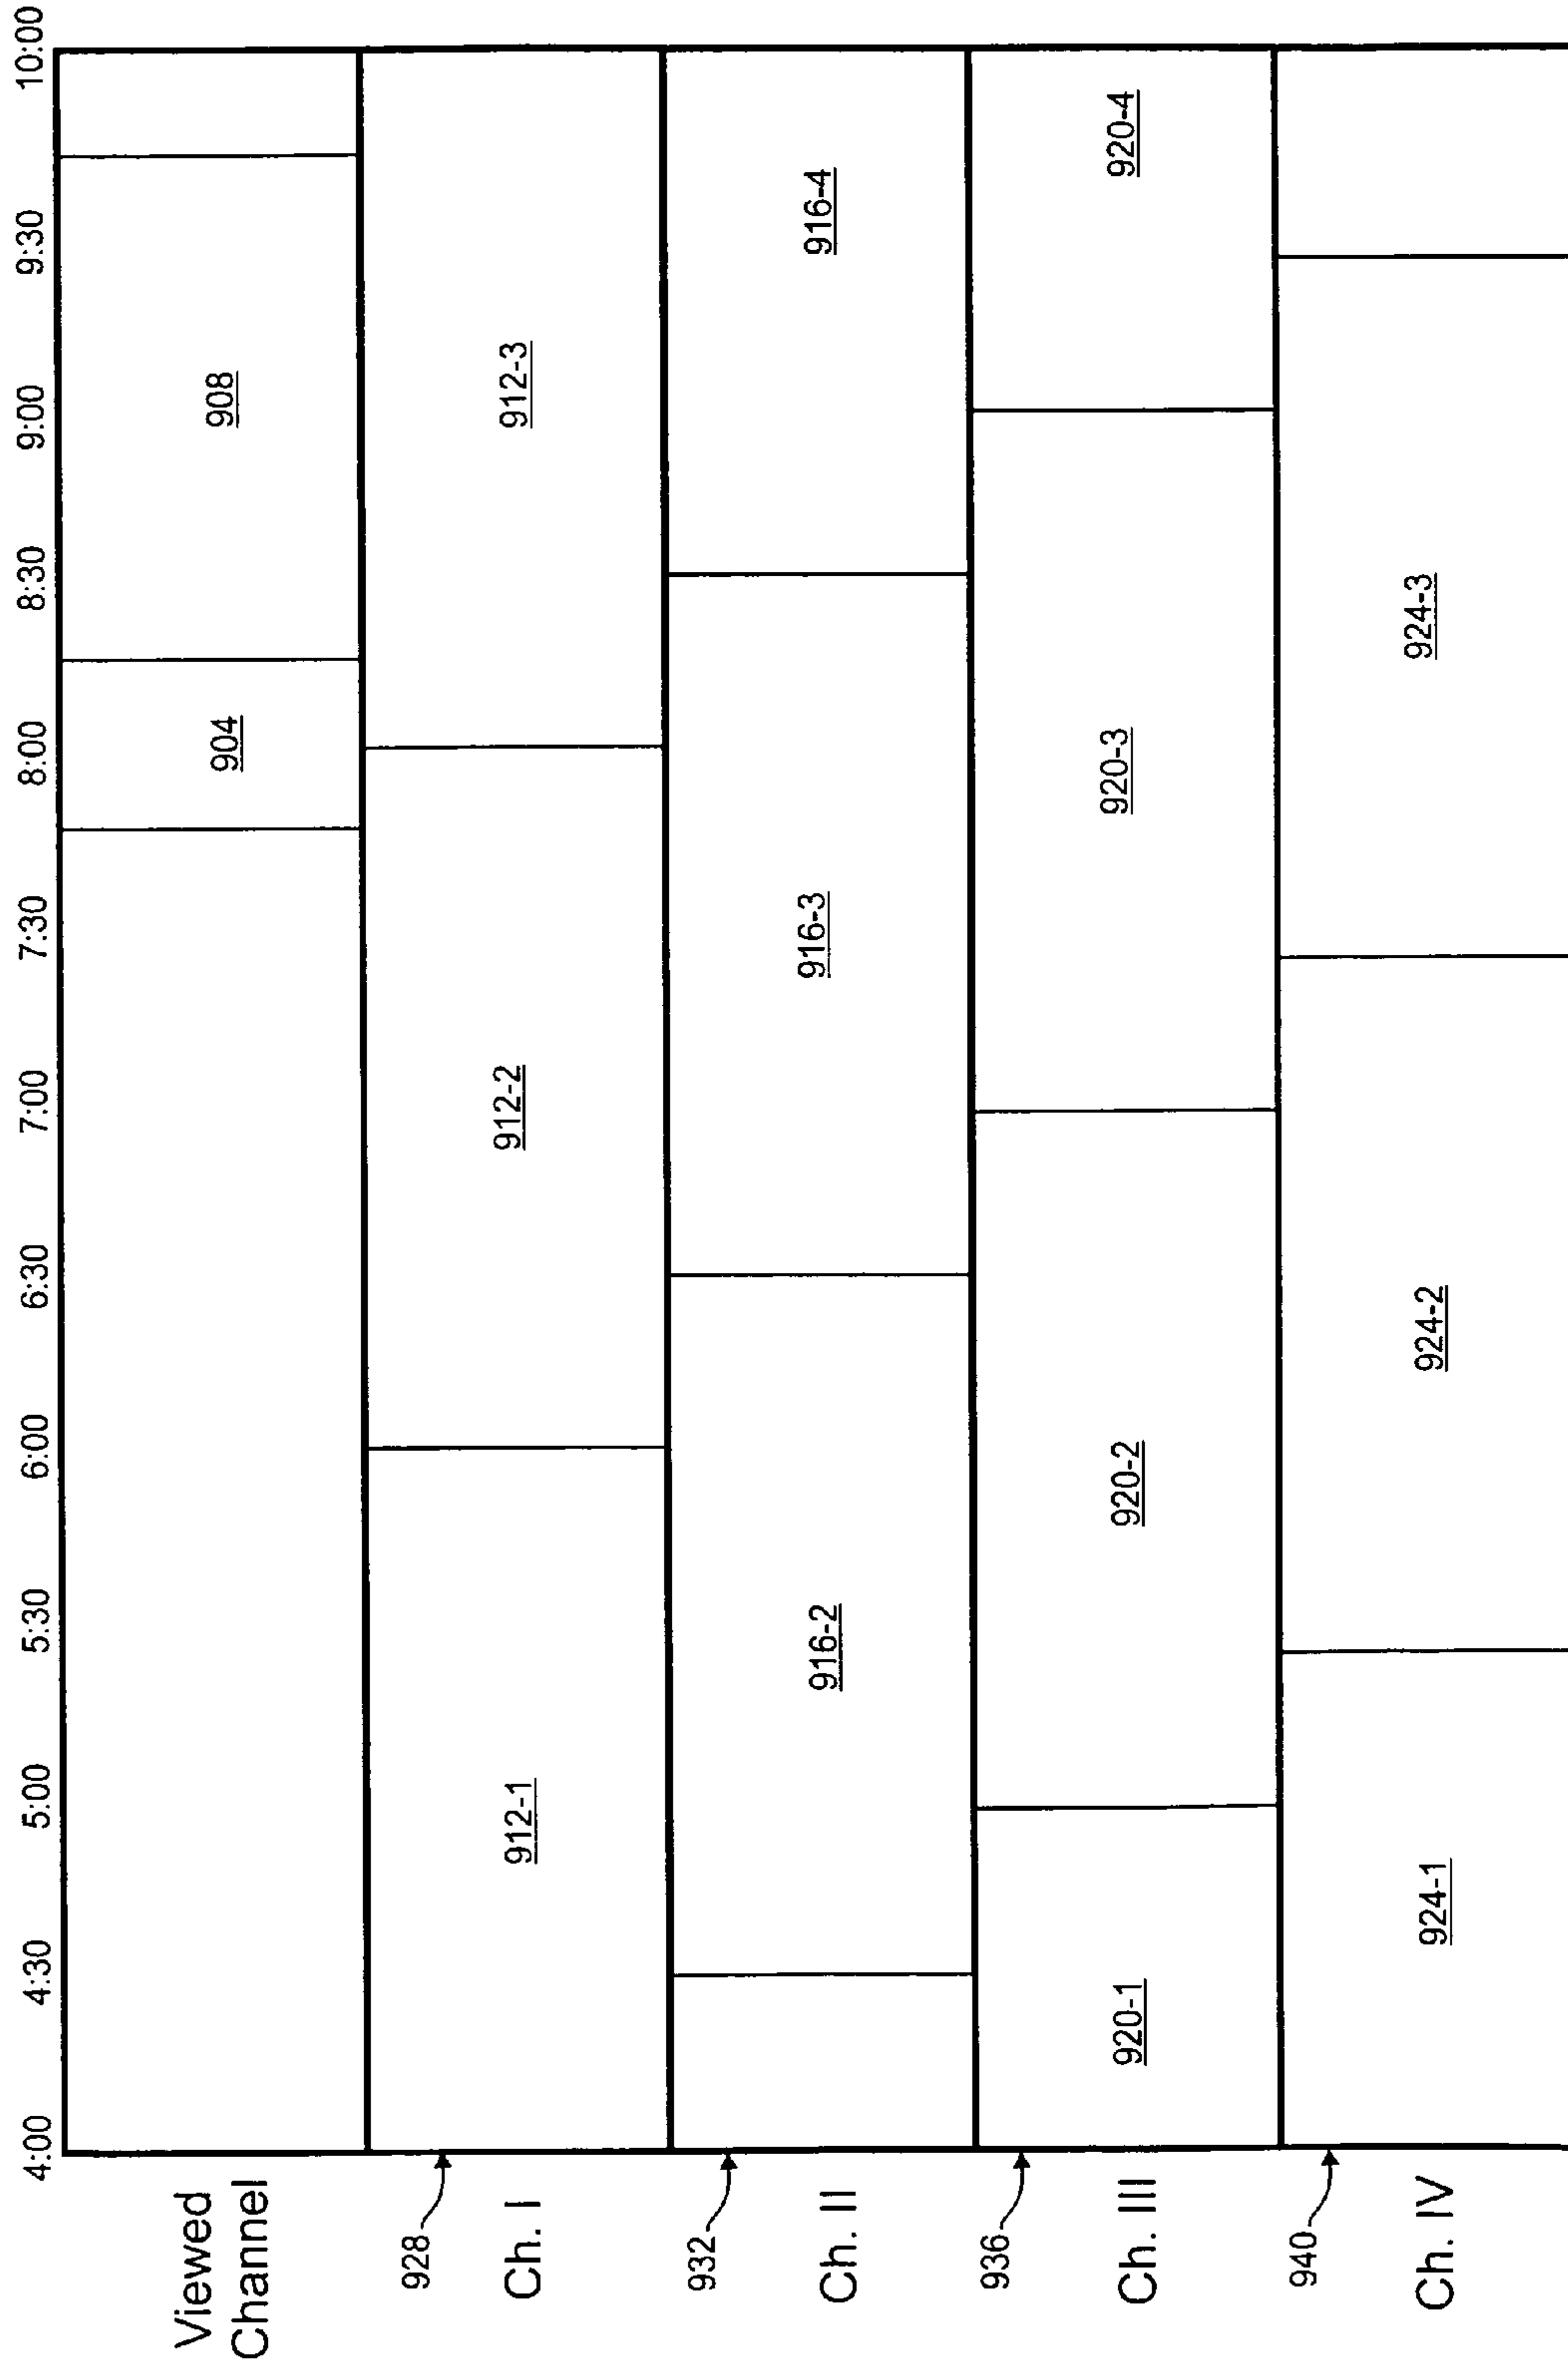 4:00 4:30 5:00 5:30 6:00 6:30 7:00 7:30 8:00 8:30 9:00 9:30 10:00
Viewed
Channel
904 908
928
Ch. I
912-1 912-2 912-3
932
Ch. II
916-2 916-3 916-4
936
Ch. III
920-1 920-2 920-3 920-4
940
Ch. IV
924-1 924-2 924-3